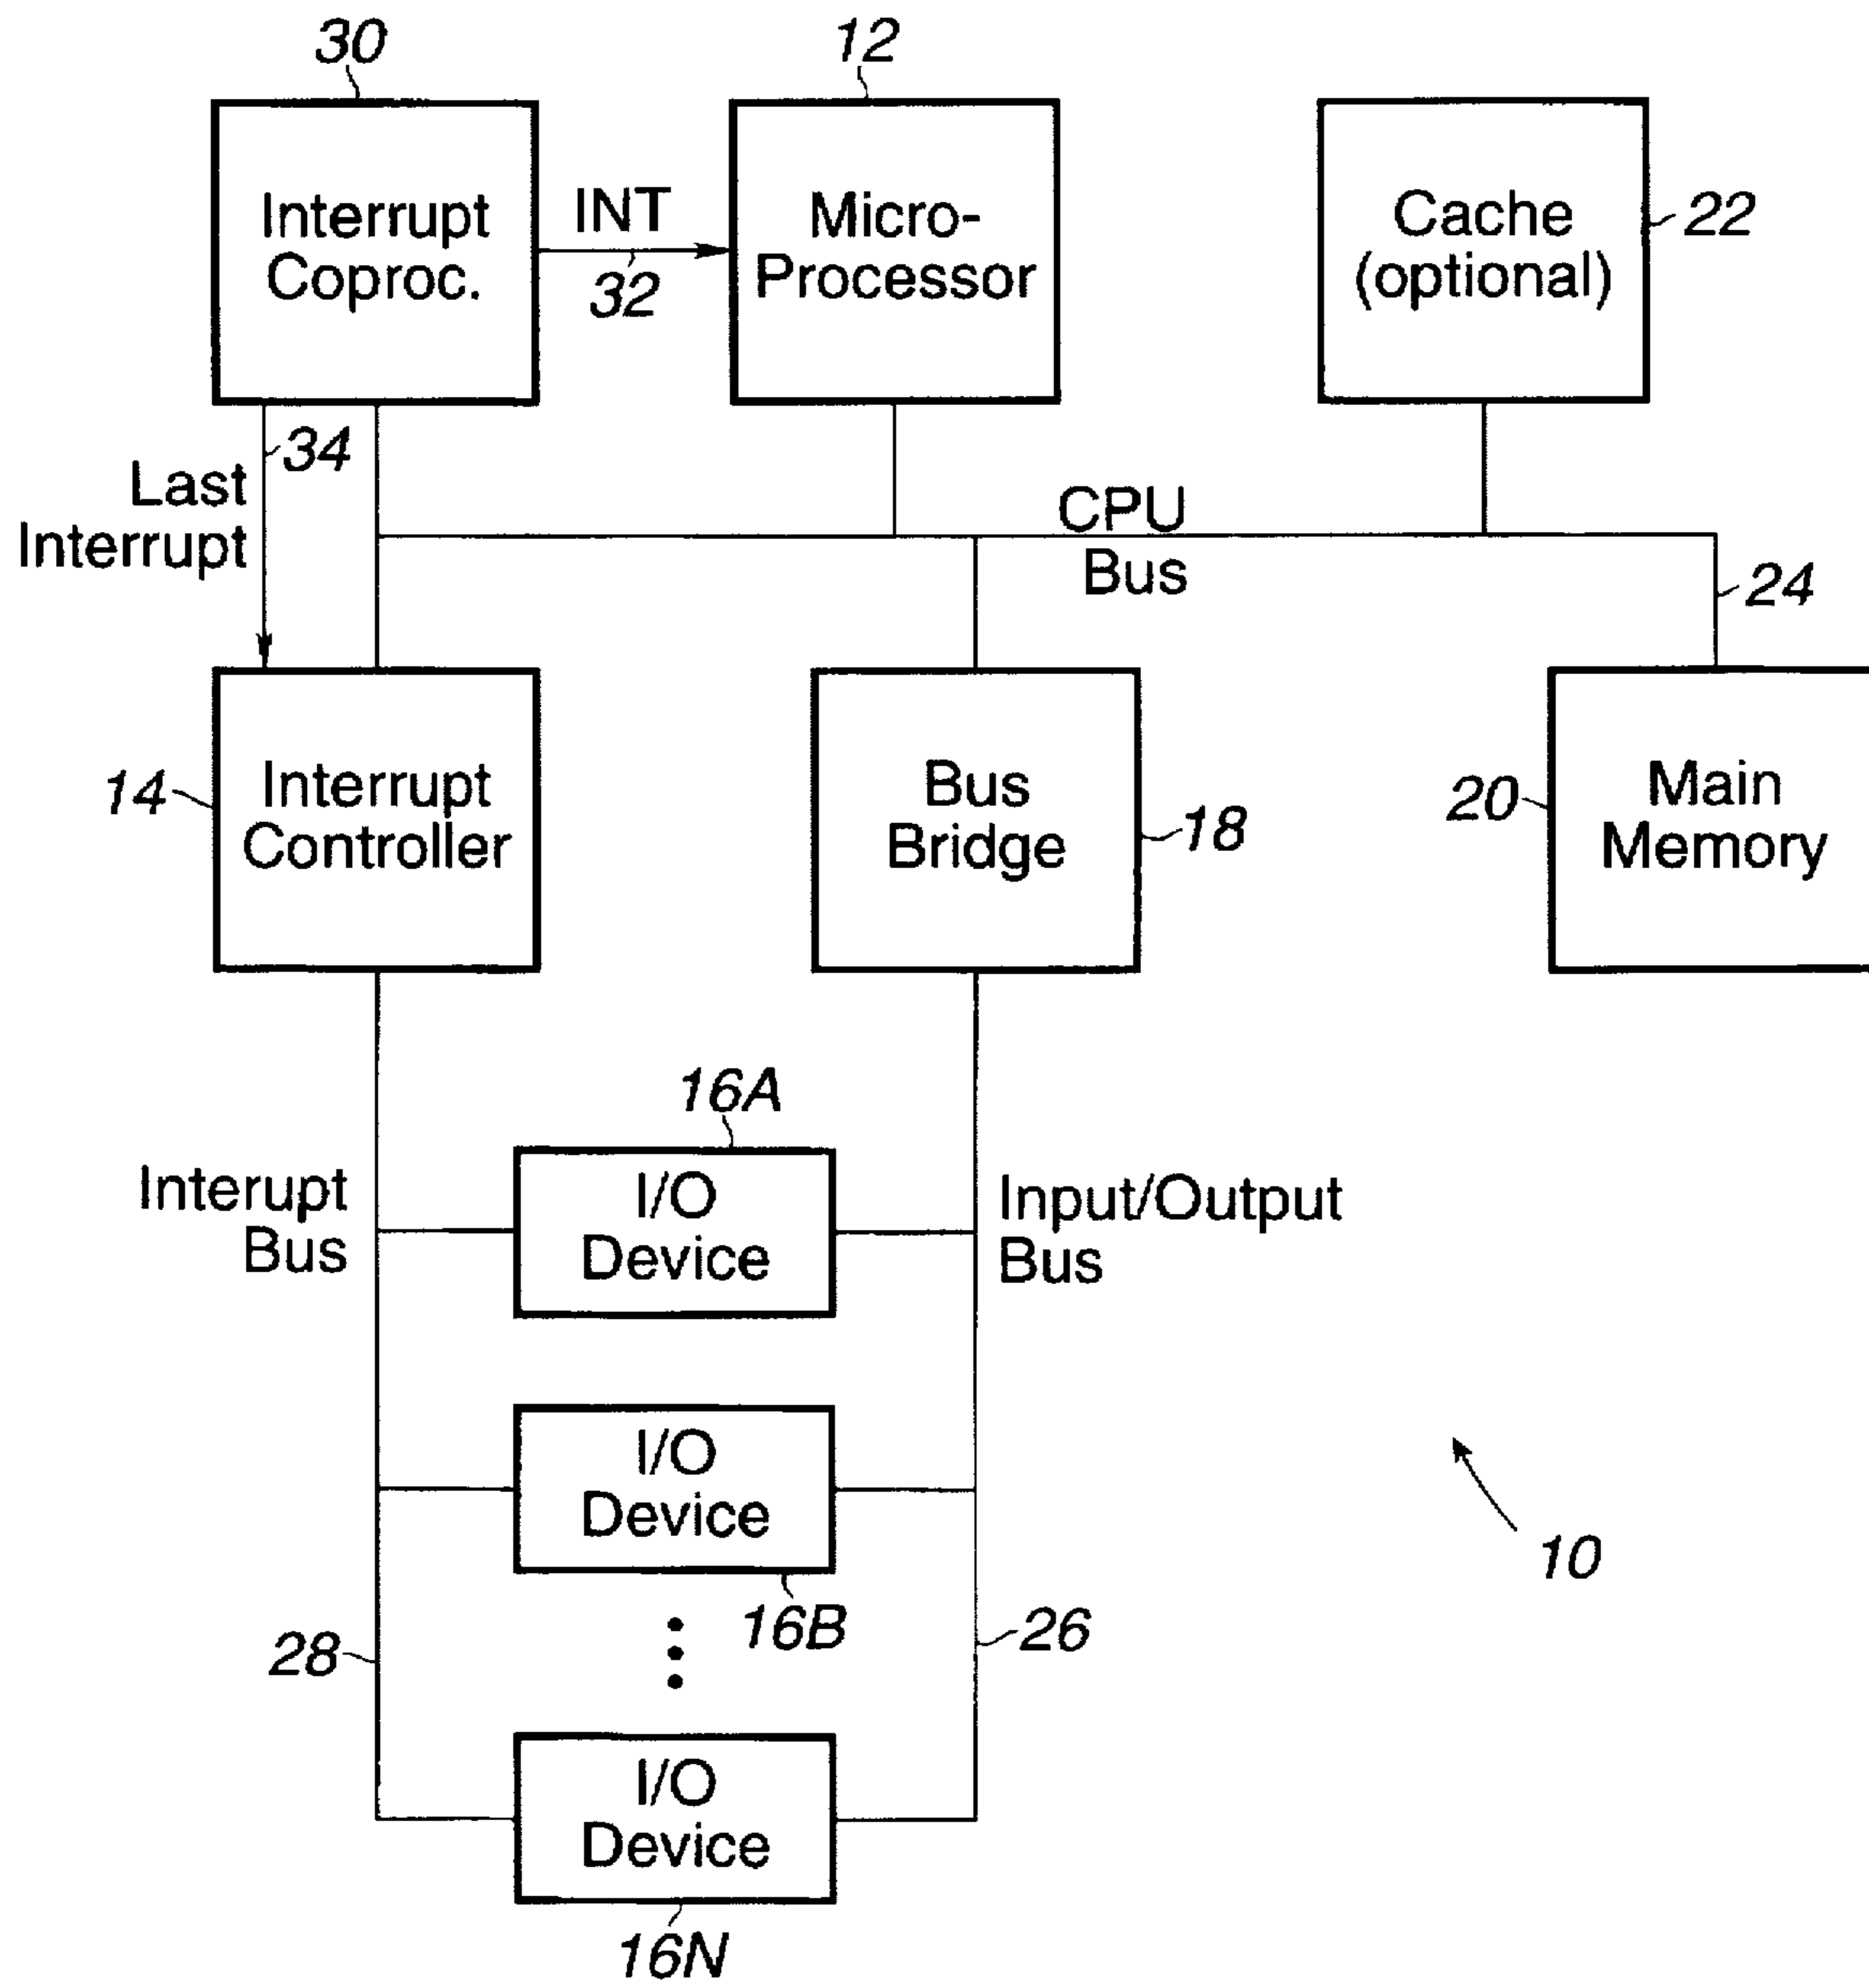 30
12
Interrupt
Coproc.
INT
32
Micro-
Processor
Cache
(optional)
22
34
Last
Interrupt
CPU
Bus
24
14
Interrupt
Controller
Bus
Bridge
18
20
Main
Memory
16A
Interupt
Bus
I/O
Device
Input/Output
Bus
I/O
Device
16B
28
26
10
I/O
Device
16N